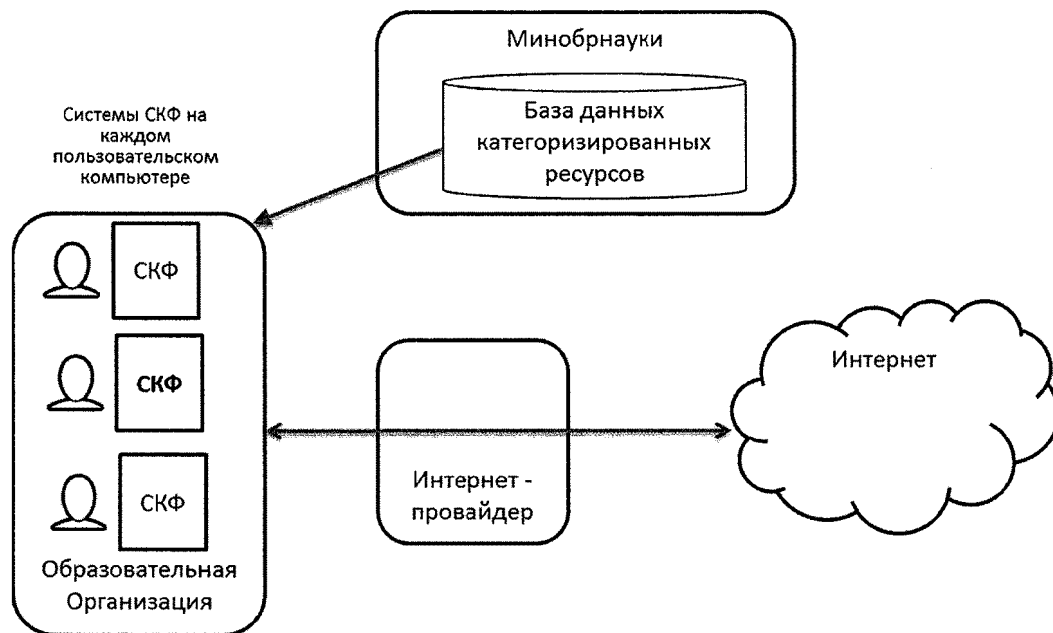 Минобрнауки
База данных
категоризированных
ресурсов
Системы СКФ на
каждом
пользовательском
компьютере
СКФ
СКФ
СКФ
Образовательная
Организация
Интернет -
провайдер
Интернет